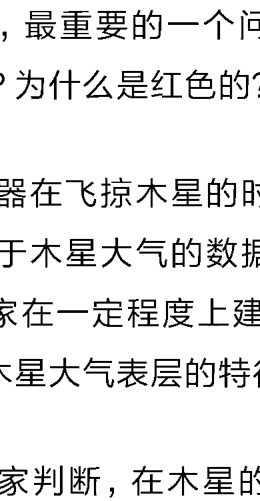 ，最重要的一个问
？为什么是红色的？
器在飞掠木星的时
于木星大气的数据
家在一定程度上建
木星大气表层的特征
家判断，在木星的